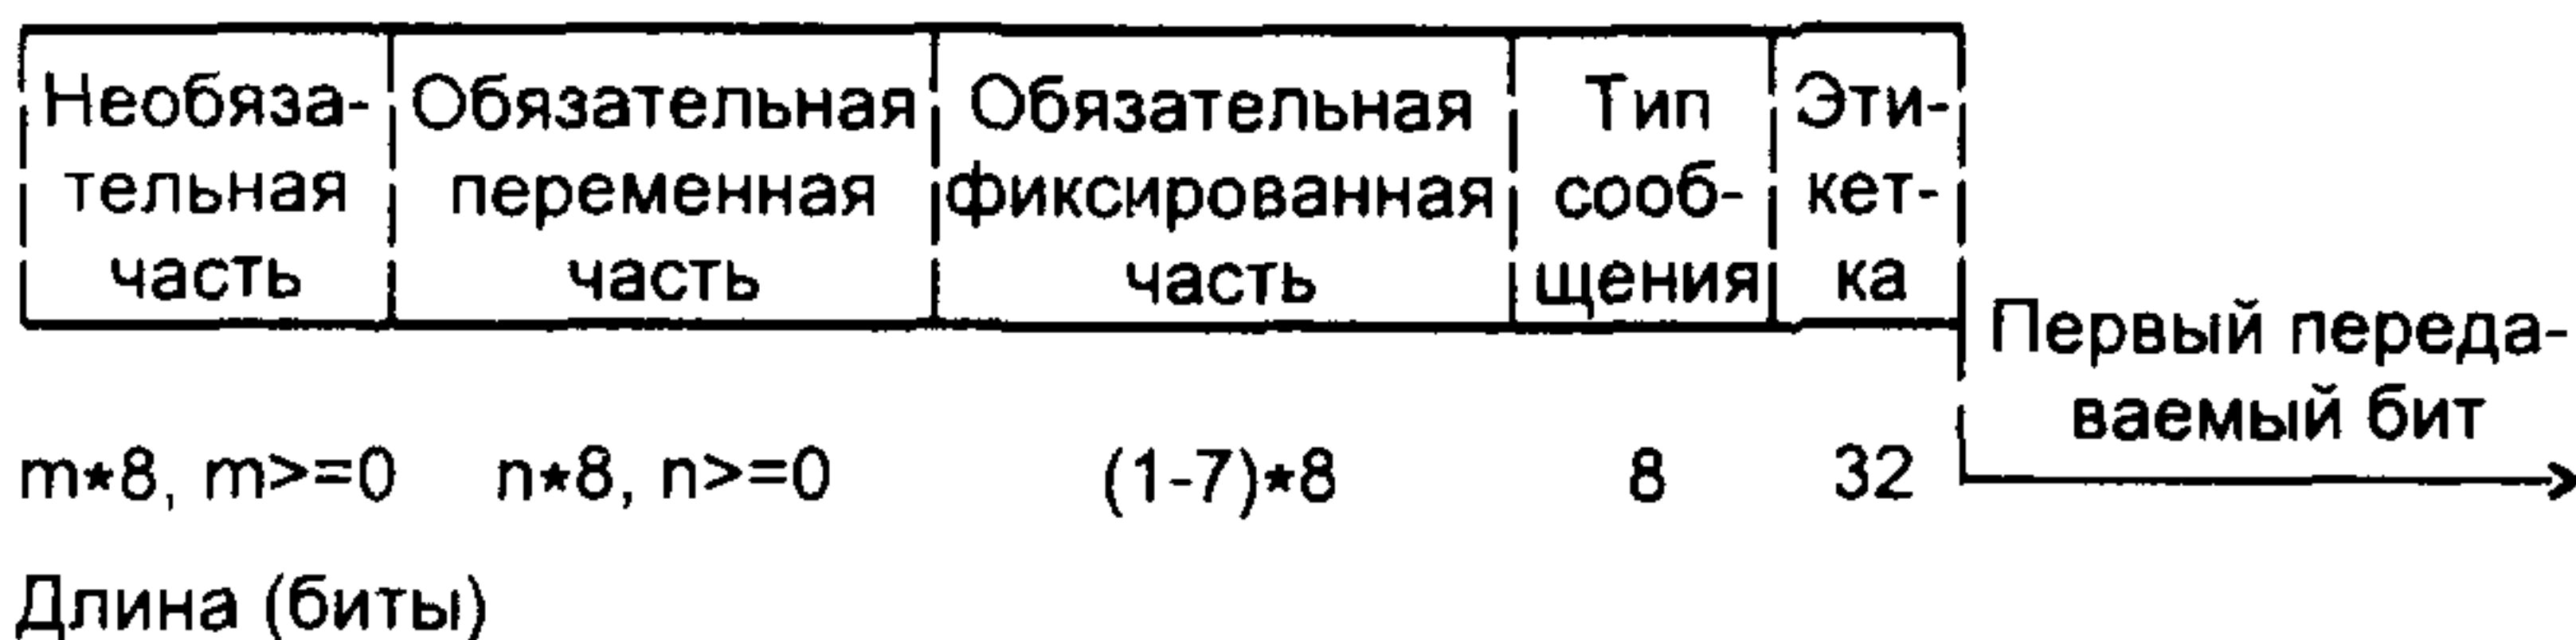 Необяза- Обязательная Обязательная Тип Эти-
тельная переменная фиксированная сооб- кет-
часть часть часть щения ка
Первый переда-
ваемый бит
m*8, m>=0 n*8, n>=0 (1-7)*8 8 32
Длина (биты)